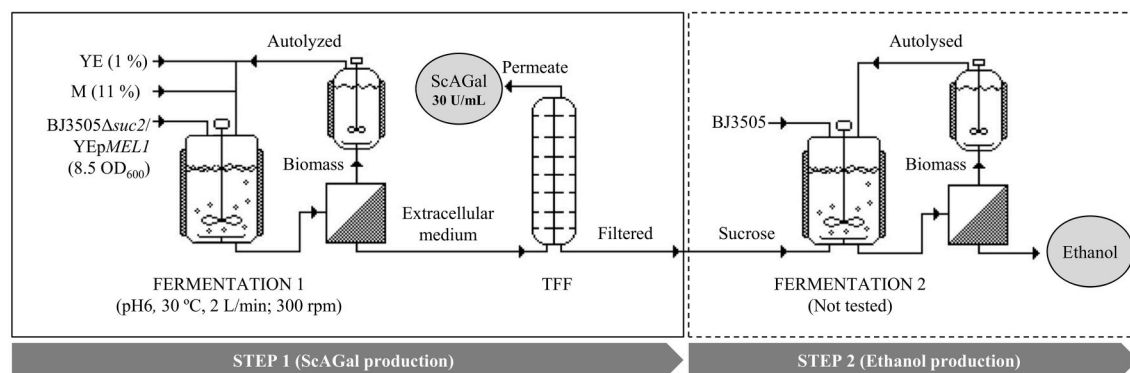 YE (1 %)
M (11 %)
BJ3505Δsuc2/
YEpMEL1
(8.5 OD600)
Autolyzed
Biomass
ScAGal
30 U/mL
Permeate
Extracellular
medium
Filtered
FERMENTATION 1
(pH6, 30 ºC, 2 L/min; 300 rpm)
TFF
Autolysed
BJ3505
Biomass
Sucrose
Ethanol
FERMENTATION 2
(Not tested)
STEP 1 (ScAGal production)
STEP 2 (Ethanol production)